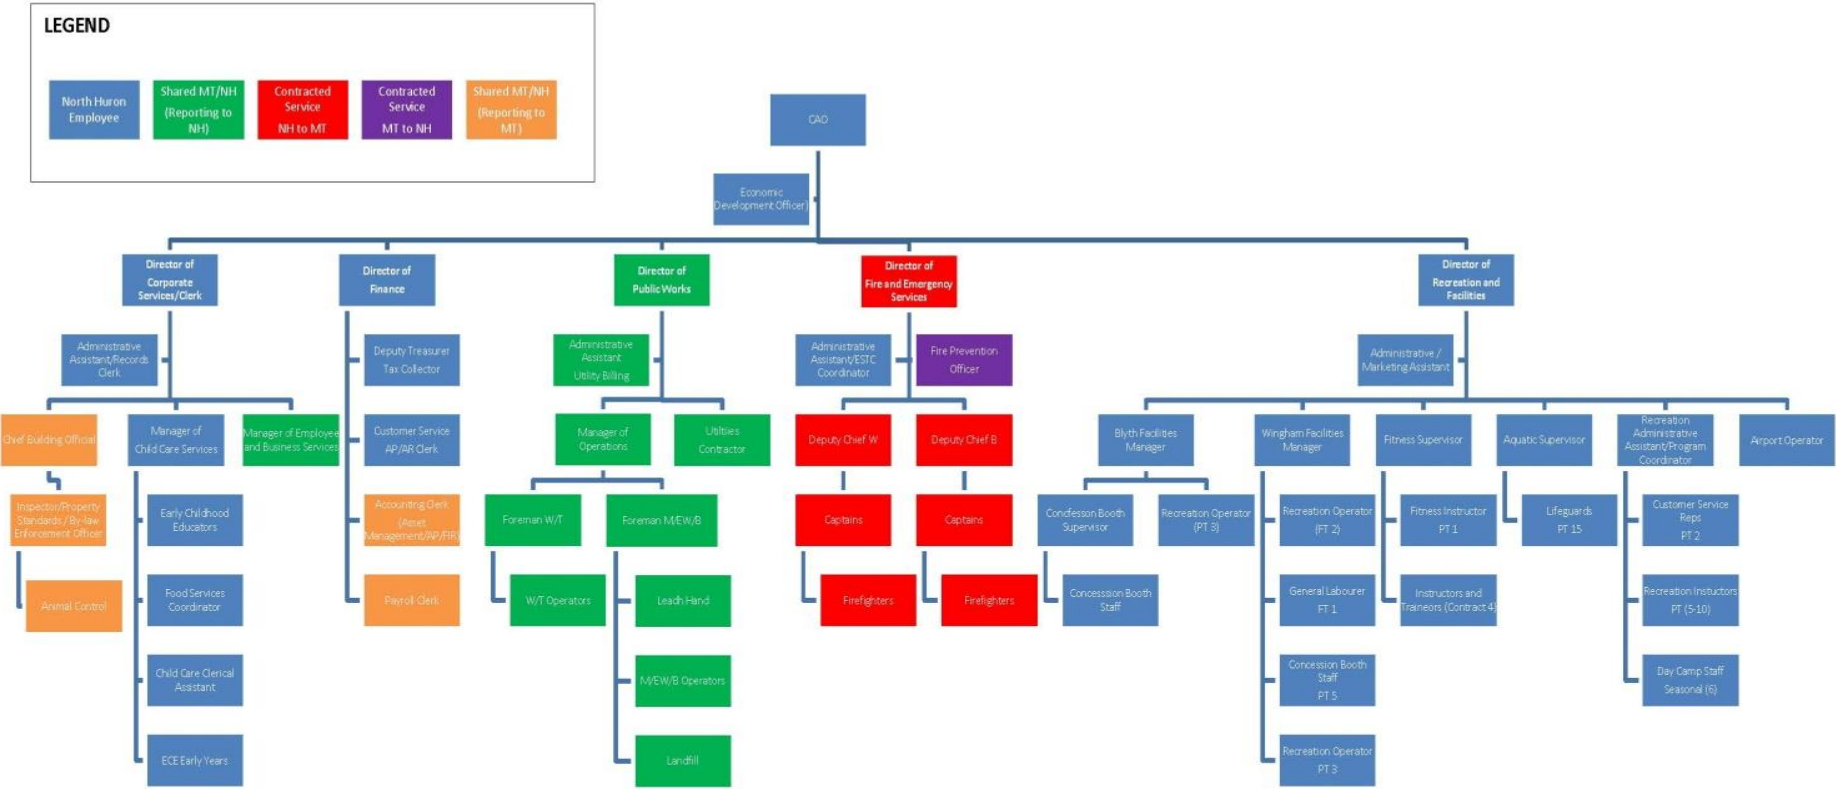 LEGEND
North Huron
Employee
Shared MT/NH
(Reporting to
NH)
Contracted
Service
NH to MT
Contracted
Service
MT to NH
Shared MT/NH
(Reporting to
MT)
CAO
Economic
Development Officer)
Director of
Corporate
Services/Clerk
Director of
Finance
Director of
Public Works
Director of
Fire and Emergency
Services
Director of
Recreation and
Facilities
Administrative
Assistant/Records
Clerk
Deputy Treasurer
Tax Collector
Administrative
Assistant
Utility Billing
Administrative
Assistant/ESTC
Coordinator
Fire Prevention
Officer
Administrative /
Marketing Assistant
Chief Building Official
Manager of
Child Care Services
Manager of Employee
and Business Services
Customer Service
AP/AR Clerk
Manager of
Operations
Utiltiies
Contractor
Deputy Chief W
Deputy Chief B
Blyth Facilities
Manager
Wingham Facilities
Manager
Fitness Supervisor
Aquatic Supervisor
Recreation
Administrative
Assistant/Program
Coordinator
Airport Operator
Inspector/Property
Standards / By-law
Enforcement Officer
Early Childhood
Educators
Accounting Clerk
(Asset
Management/AP/FIR)
Foreman W/T
Foreman M/EW/B
Captains
Captains
Concfesson Booth
Supervisor
Recreation Operator
(PT 3)
Recreation Operator
(FT 2)
Fitness Instructor
PT 1
Lifeguards
PT 15
Customer Service
Reps
PT 2
Animal Control
Food Services
Coordinator
Payroll Clerk
W/T Operators
Leadh Hand
Firefighters
Firefighters
Concesssion Booth
Staff
General Labourer
FT 1
Instructors and
Traineors (Contract 4)
Recreation Instuctors
PT (5-10)
Child Care Clerical
Assistant
M/EW/B Operators
Concession Booth
Staff
PT 5
Day Camp Staff
Seasonal (6)
ECE Early Years
Landfill
Recreation Operator
PT 3